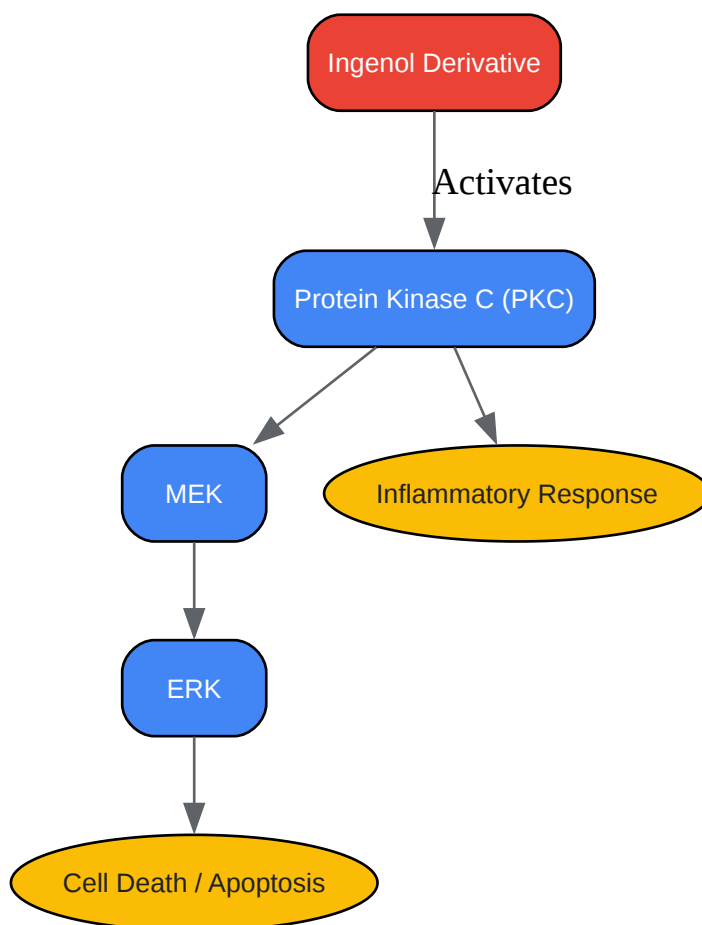 Ingenol Derivative
Activates
Protein Kinase C (PKC)
MEK
Inflammatory Response
ERK
Cell Death / Apoptosis